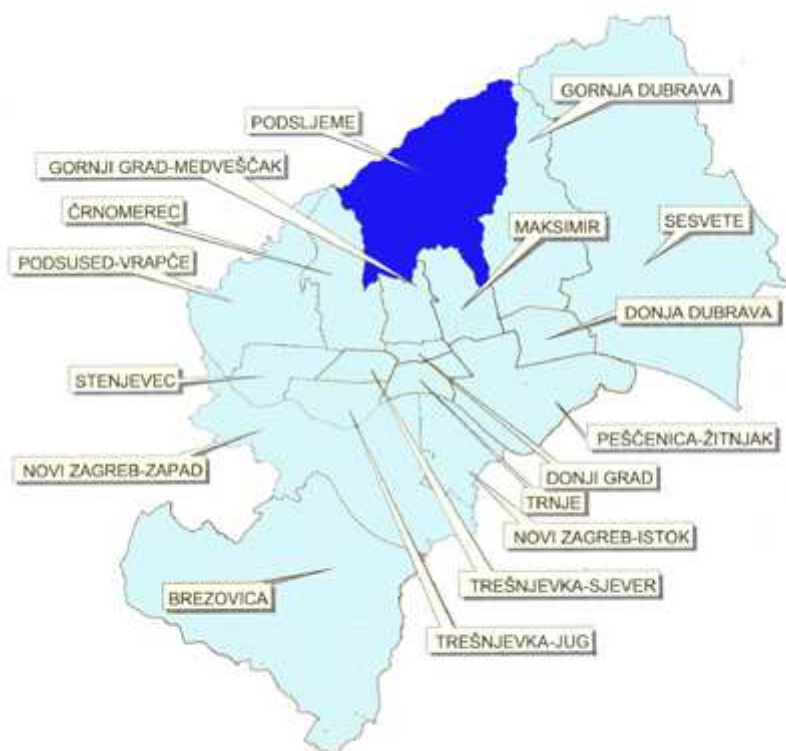 GORNJA DUBRAVA
PODSLJEME
GORNJI GRAD-MEDVEŠČAK
ČRNOMEREC
MAKSIMIR
SESVETE
PODSUSED-VRAPČE
DONJA DUBRAVA
STENJEVEC
PEŠČENICA-ŽITNJAK
NOVI ZAGREB-ZAPAD
DONJI GRAD
TRNJE
NOVI ZAGREB-ISTOK
TREŠNJEVKA-SJEVER
BREZOVICA
TREŠNJEVKA-JUG